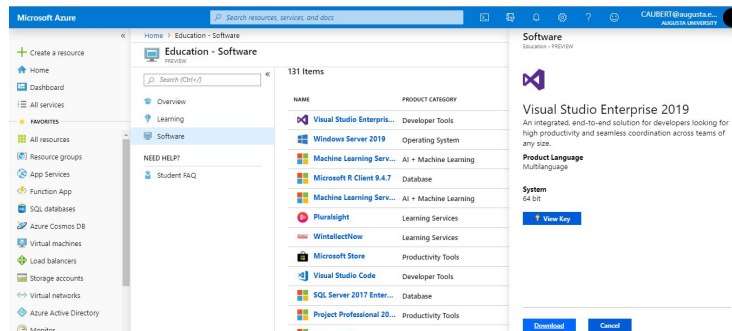 Microsoft Azure
Search resources, services, and docs
CAUBERT@augusta.e...
AUGUSTA UNIVERSITY
Create a resource
Home
Dashboard
All services
FAVORITES
All resources
Resource groups
App Services
Function App
SQL databases
Azure Cosmos DB
Virtual machines
Load balancers
Storage accounts
Virtual networks
Azure Active Directory
Monitor
Home > Education - Software
Education - Software
PREVIEW
Search (Ctrl+/)
Overview
Learning
Software
NEED HELP?
Student FAQ
131 Items
NAME PRODUCT CATEGORY
Visual Studio Enterpris... Developer Tools
Windows Server 2019 Operating System
Machine Learning Serv... AI + Machine Learning
Microsoft R Client 9.4.7 Database
Machine Learning Serv... AI + Machine Learning
Pluralsight Learning Services
WintellectNow Learning Services
Microsoft Store Productivity Tools
Visual Studio Code Developer Tools
SQL Server 2017 Enter... Database
Project Professional 20... Productivity Tools
Software
Education - PREVIEW
Visual Studio Enterprise 2019
An integrated, end-to-end solution for developers looking for
high productivity and seamless coordination across teams of
any size.
Product Language
Multilanguage
System
64 bit
View Key
Download Cancel